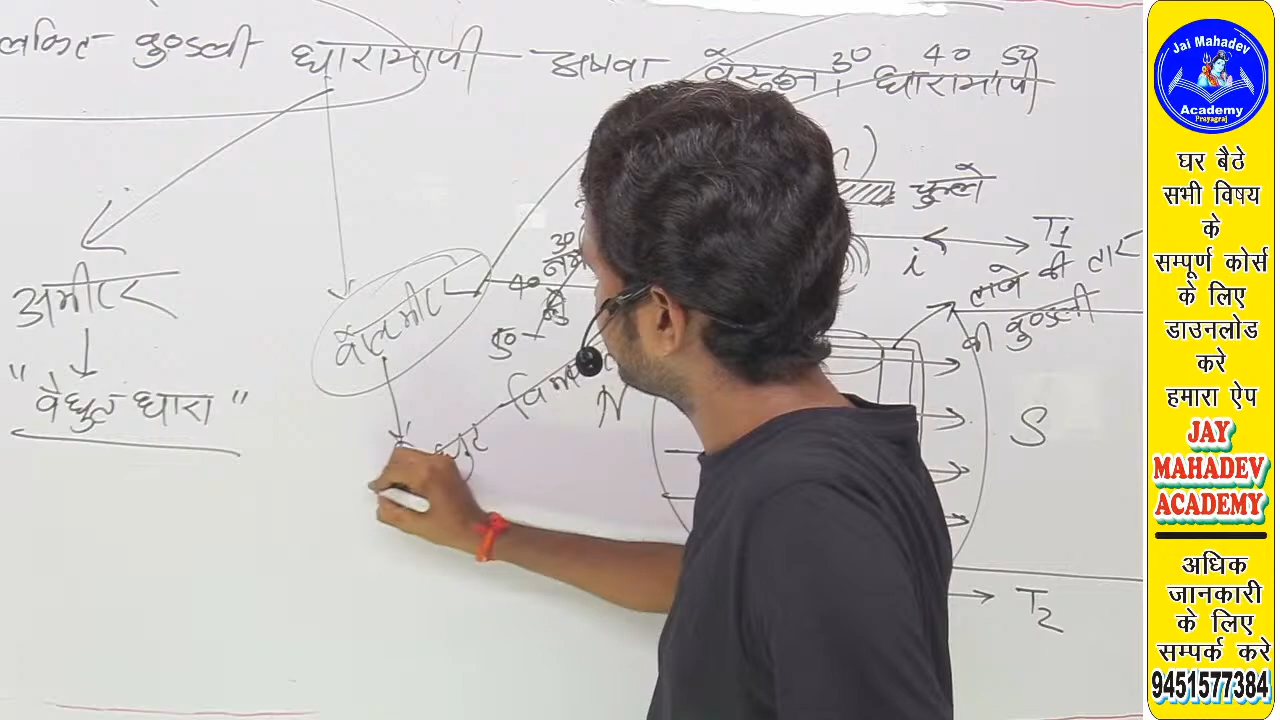 कुण्डली धारामापी अथवा वेस्टन धारामापी
30 40 50
चुम्बक
T1
i
ताँबे की तार
की कुण्डली
30
40
50
अमीटर
वोल्टमीटर
"वैद्युत धारा"
N
S
T2
Jai Mahadev
Academy
Prayagraj
घर बैठे
सभी विषय
के
सम्पूर्ण कोर्स
के लिए
डाउनलोड
करे
हमारा ऐप
JAY
MAHADEV
ACADEMY
अधिक
जानकारी
के लिए
सम्पर्क करे
9451577384